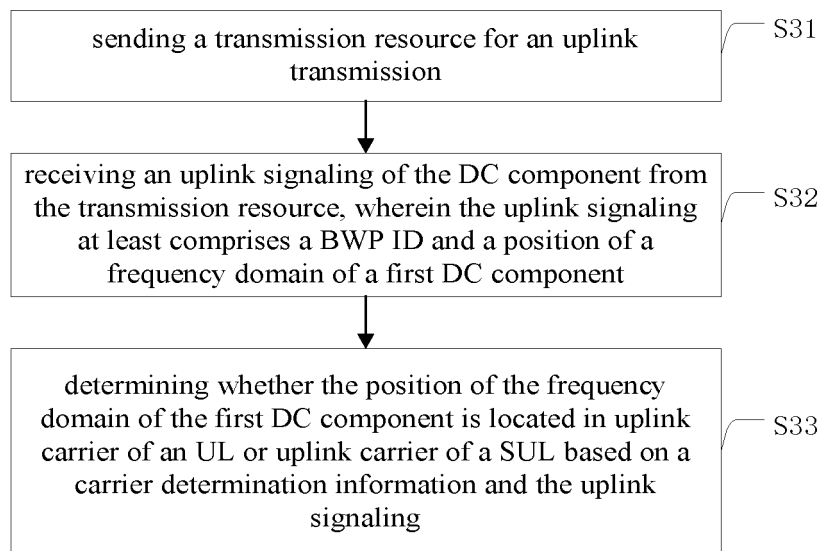 sending a transmission resource for an uplink
transmission
S31
receiving an uplink signaling of the DC component from
the transmission resource, wherein the uplink signaling
at least comprises a BWP ID and a position of a
frequency domain of a first DC component
S32
determining whether the position of the frequency
domain of the first DC component is located in uplink
carrier of an UL or uplink carrier of a SUL based on a
carrier determination information and the uplink
signaling
S33